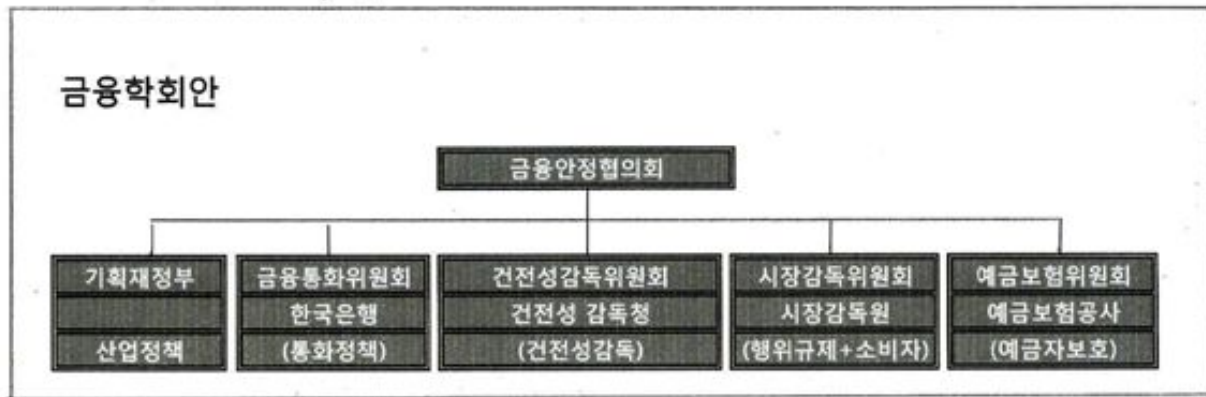 금융학회안
금융안정협의회
기획재정부 금융통화위원회 건전성감독위원회 시장감독위원회 예금보험위원회
한국은행 건전성 감독청 시장감독원 예금보험공사
산업정책 (통화정책) (건전성감독) (행위규제+소비자) (예금자보호)